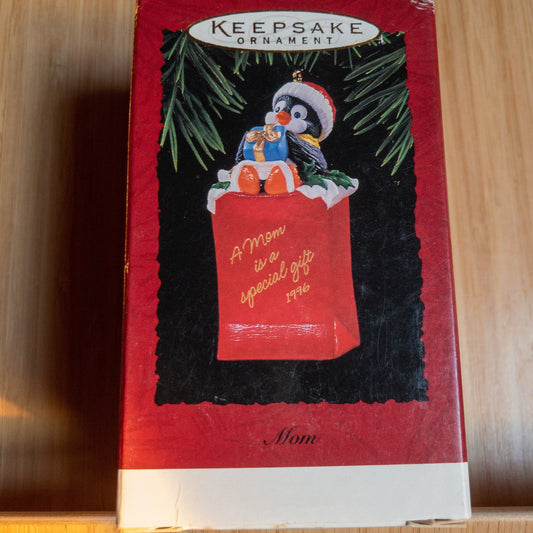 KEEPSAKE
ORNAMENT
A Mom
is a
special gift
1996
Mom